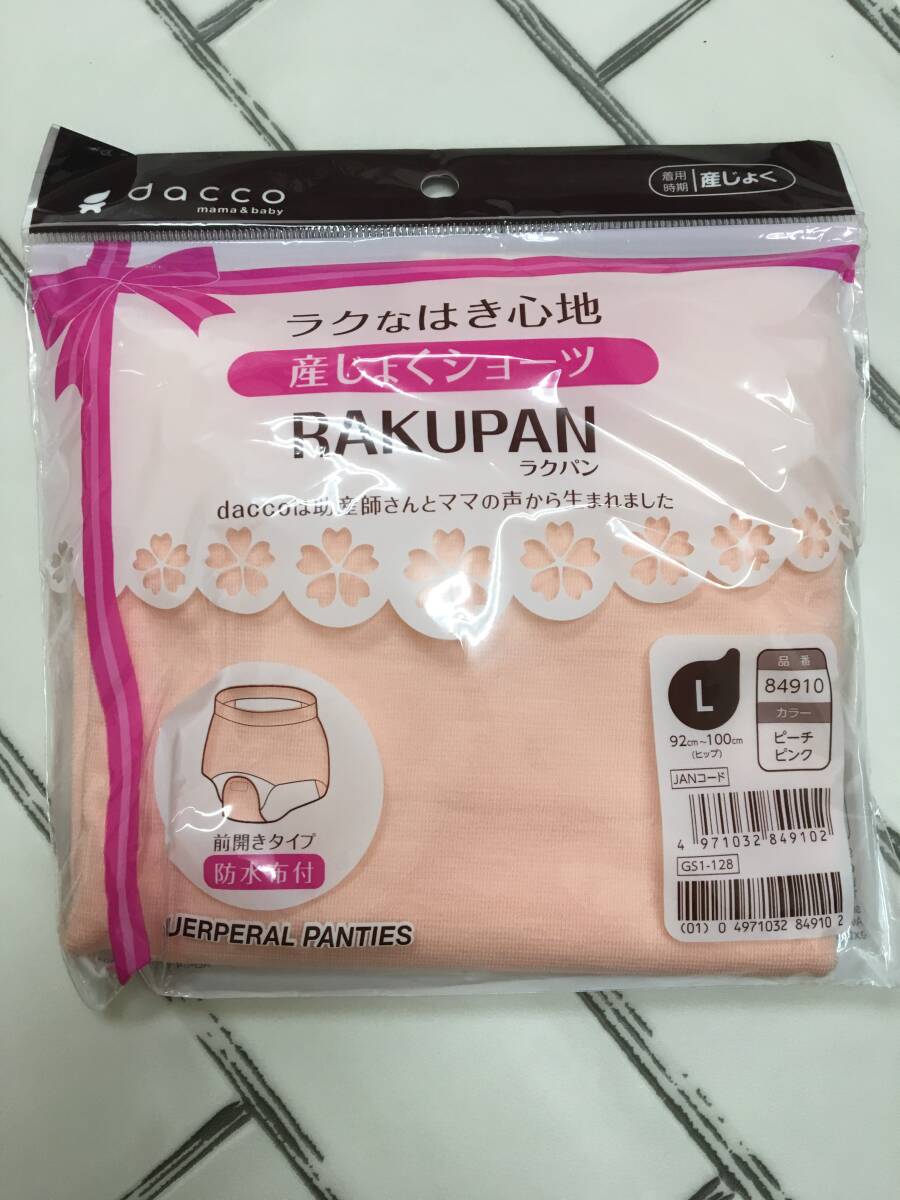 dacco
mama & baby
着用時期
産じょく
ラクなはき心地
産じょくショーツ
RAKUPAN
ラクパン
daccoは助産師さんとママの声から生まれました
L
92cm~100cm
(ヒップ)
品番
84910
カラー
ピーチ
ピンク
JANコード
4 971032 849102
GS1-128
(01) 0 4971032 84910 2
前開きタイプ
防水布付
UERPERAL PANTIES